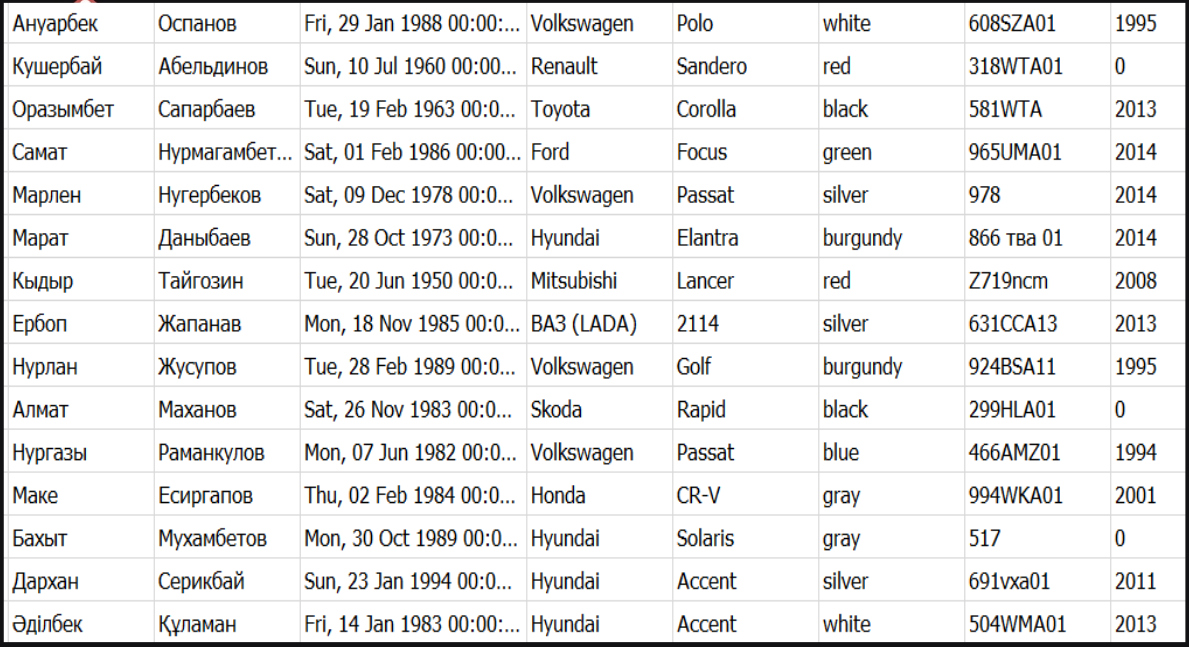 Ануарбек Оспанов Fri, 29 Jan 1988 00:00:... Volkswagen Polo white 608SZA01 1995
Кушербай Абельдинов Sun, 10 Jul 1960 00:00... Renault Sandero red 318WTA01 0
Оразымбет Сапарбаев Tue, 19 Feb 1963 00:0... Toyota Corolla black 581WTA 2013
Самат Нурмагамбет... Sat, 01 Feb 1986 00:00... Ford Focus green 965UMA01 2014
Марлен Нугербеков Sat, 09 Dec 1978 00:0... Volkswagen Passat silver 978 2014
Марат Даныбаев Sun, 28 Oct 1973 00:0... Hyundai Elantra burgundy 866 тва 01 2014
Кыдыр Тайгозин Tue, 20 Jun 1950 00:0... Mitsubishi Lancer red Z719ncm 2008
Ербоп Жапанав Mon, 18 Nov 1985 00:0... ВАЗ (LADA) 2114 silver 631CCA13 2013
Нурлан Жусупов Tue, 28 Feb 1989 00:0... Volkswagen Golf burgundy 924BSA11 1995
Алмат Маханов Sat, 26 Nov 1983 00:0... Skoda Rapid black 299HLA01 0
Нургазы Раманкулов Mon, 07 Jun 1982 00:0... Volkswagen Passat blue 466AMZ01 1994
Маке Есиргапов Thu, 02 Feb 1984 00:0... Honda CR-V gray 994WKA01 2001
Бахыт Мухамбетов Mon, 30 Oct 1989 00:0... Hyundai Solaris gray 517 0
Дархан Серикбай Sun, 23 Jan 1994 00:0... Hyundai Accent silver 691vxa01 2011
Әділбек Құламан Fri, 14 Jan 1983 00:00:... Hyundai Accent white 504WMA01 2013